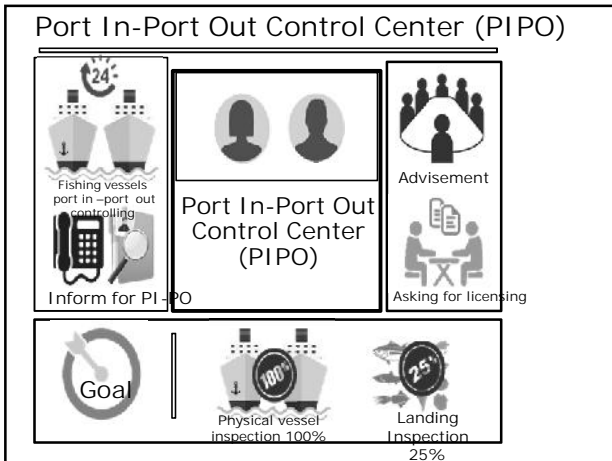 Port In-Port Out Control Center (PIPO)
24
Fishing vessels
port in –port out
controlling
Inform for PI-PO
Port In-Port Out
Control Center
(PIPO)
Advisement
Asking for licensing
Goal
100%
Physical vessel
inspection 100%
25%
Landing
Inspection
25%